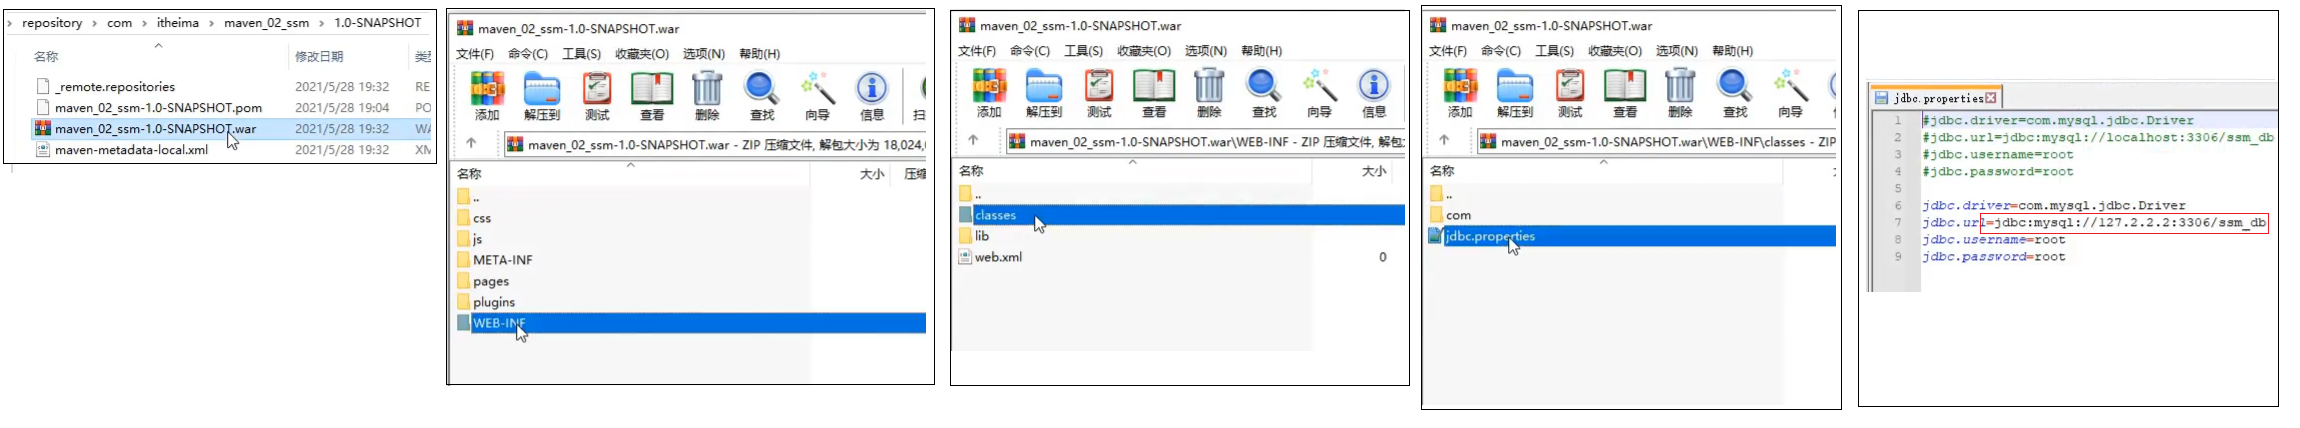 repository > com > itheima > maven_02_ssm > 1.0-SNAPSHOT
名称 修改日期
_remote.repositories 2021/5/28 19:32 RE
maven_02_ssm-1.0-SNAPSHOT.pom 2021/5/28 19:04 PO
maven_02_ssm-1.0-SNAPSHOT.war 2021/5/28 19:32 WA
maven-metadata-local.xml 2021/5/28 19:32 XM
maven_02_ssm-1.0-SNAPSHOT.war
文件(F) 命令(C) 工具(S) 收藏夹(O) 选项(N) 帮助(H)
添加 解压到 测试 查看 删除 查找 向导 信息 扫
maven_02_ssm-1.0-SNAPSHOT.war - ZIP 压缩文件, 解包大小为 18,024,
名称 大小 压缩
..
css
js
META-INF
pages
plugins
WEB-INF
maven_02_ssm-1.0-SNAPSHOT.war
文件(F) 命令(C) 工具(S) 收藏夹(O) 选项(N) 帮助(H)
添加 解压到 测试 查看 删除 查找 向导 信息
maven_02_ssm-1.0-SNAPSHOT.war\WEB-INF - ZIP 压缩文件, 解包
名称 大小
..
classes
lib
web.xml 0
maven_02_ssm-1.0-SNAPSHOT.war
文件(F) 命令(C) 工具(S) 收藏夹(O) 选项(N) 帮助(H)
添加 解压到 测试 查看 删除 查找 向导 信息
maven_02_ssm-1.0-SNAPSHOT.war\WEB-INF\classes - ZIP
名称
..
com
jdbc.properties
jdbc.properties
1 #jdbc.driver=com.mysql.jdbc.Driver
2 #jdbc.url=jdbc:mysql://localhost:3306/ssm_db
3 #jdbc.username=root
4 #jdbc.password=root
5
6 jdbc.driver=com.mysql.jdbc.Driver
7 jdbc.url=jdbc:mysql://127.2.2.2:3306/ssm_db
8 jdbc.username=root
9 jdbc.password=root